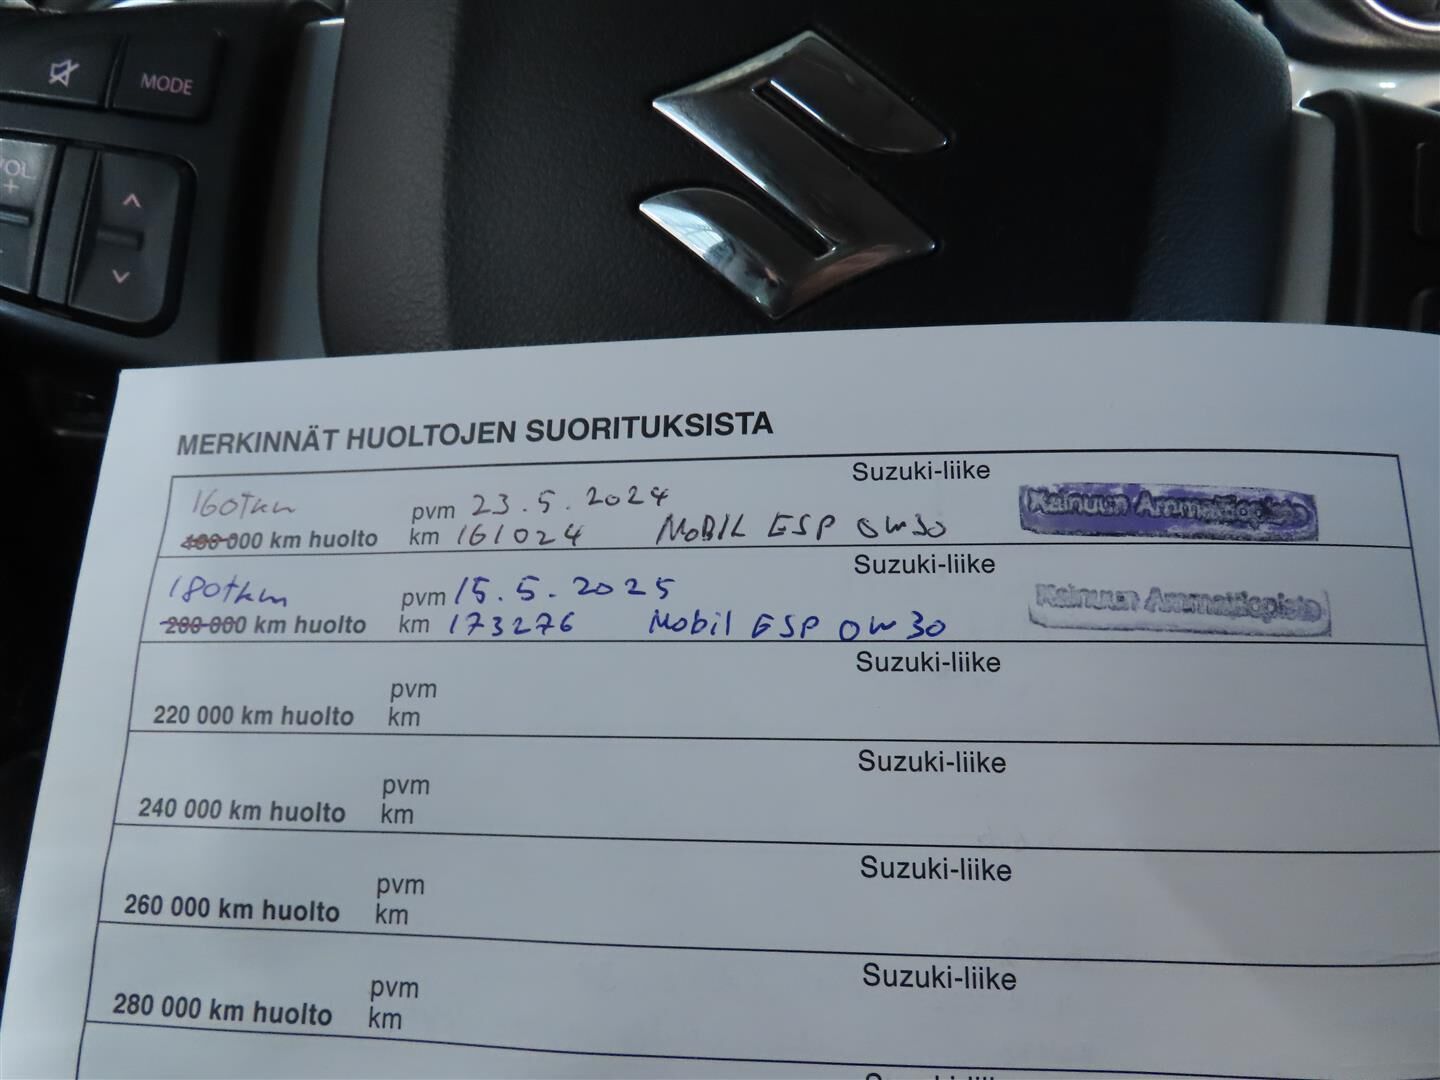 MODE
VOL
+
MERKINNÄT HUOLTOJEN SUORITUKSISTA
Suzuki-liike
160tkm
pvm 23.5.2024
Kainuun Ammattiopisto
000 km huolto
km 161024 MOBIL ESP 0W30
Suzuki-liike
180tkm
pvm 15.5.2025
Kainuun Ammattiopisto
200 000 km huolto
km 173276 Mobil ESP 0W30
Suzuki-liike
pvm
220 000 km huolto
km
Suzuki-liike
pvm
240 000 km huolto
km
Suzuki-liike
pvm
260 000 km huolto
km
Suzuki-liike
pvm
280 000 km huolto
km
Suzuki-liike